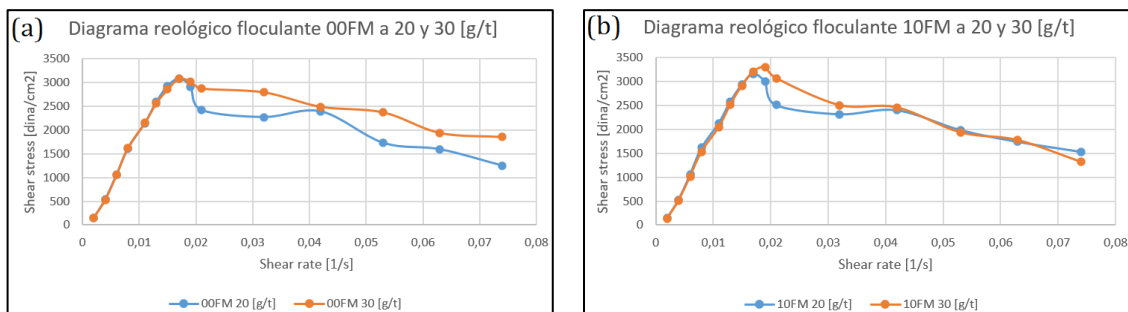 (a) Diagrama reológico floculante 00FM a 20 y 30 [g/t]
Shear stress [dina/cm2]
3500
3000
2500
2000
1500
1000
500
0
0 0,01 0,02 0,03 0,04 0,05 0,06 0,07 0,08
Shear rate [1/s]
00FM 20 [g/t] 00FM 30 [g/t]
(b) Diagrama reológico floculante 10FM a 20 y 30 [g/t]
Shear stress [dina/cm2]
3500
3000
2500
2000
1500
1000
500
0
0 0,01 0,02 0,03 0,04 0,05 0,06 0,07 0,08
Shear rate [1/s]
10FM 20 [g/t] 10FM 30 [g/t]